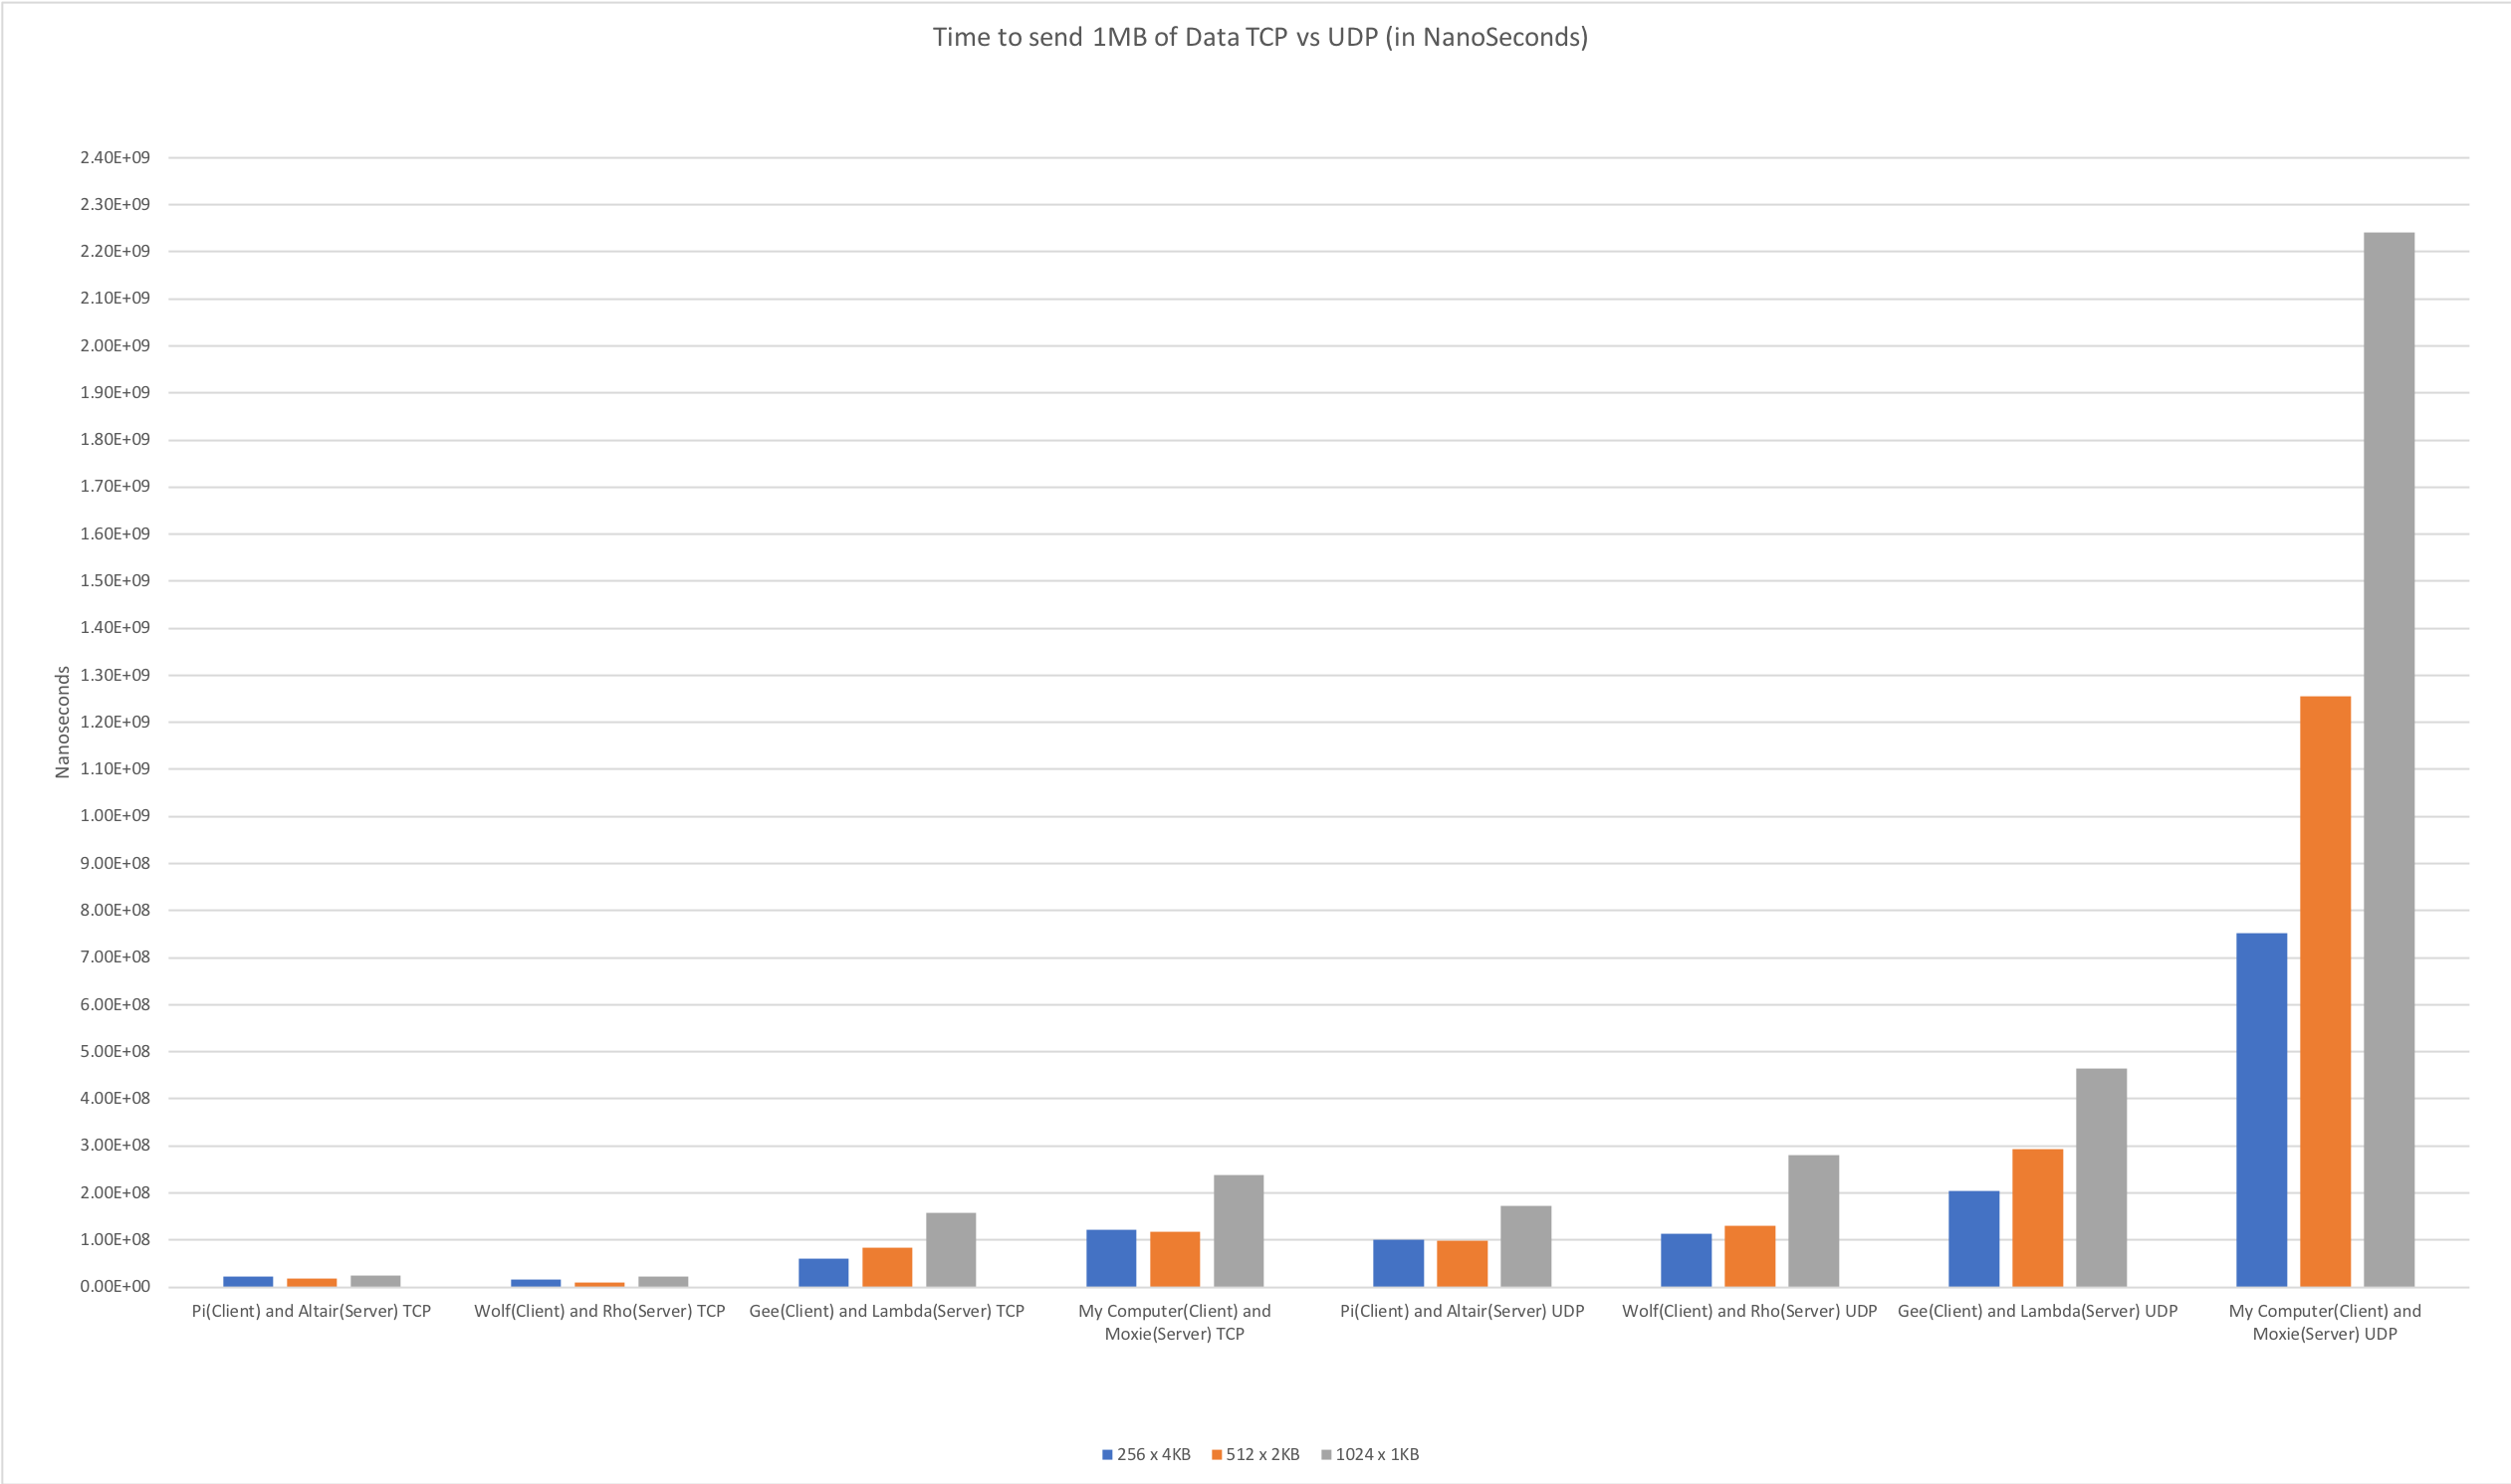 Time to send 1MB of Data TCP vs UDP (in NanoSeconds)
Nanoseconds
2.40E+09
2.30E+09
2.20E+09
2.10E+09
2.00E+09
1.90E+09
1.80E+09
1.70E+09
1.60E+09
1.50E+09
1.40E+09
1.30E+09
1.20E+09
1.10E+09
1.00E+09
9.00E+08
8.00E+08
7.00E+08
6.00E+08
5.00E+08
4.00E+08
3.00E+08
2.00E+08
1.00E+08
0.00E+00
Pi(Client) and Altair(Server) TCP
Wolf(Client) and Rho(Server) TCP
Gee(Client) and Lambda(Server) TCP
My Computer(Client) and
Moxie(Server) TCP
Pi(Client) and Altair(Server) UDP
Wolf(Client) and Rho(Server) UDP
Gee(Client) and Lambda(Server) UDP
My Computer(Client) and
Moxie(Server) UDP
256 x 4KB
512 x 2KB
1024 x 1KB